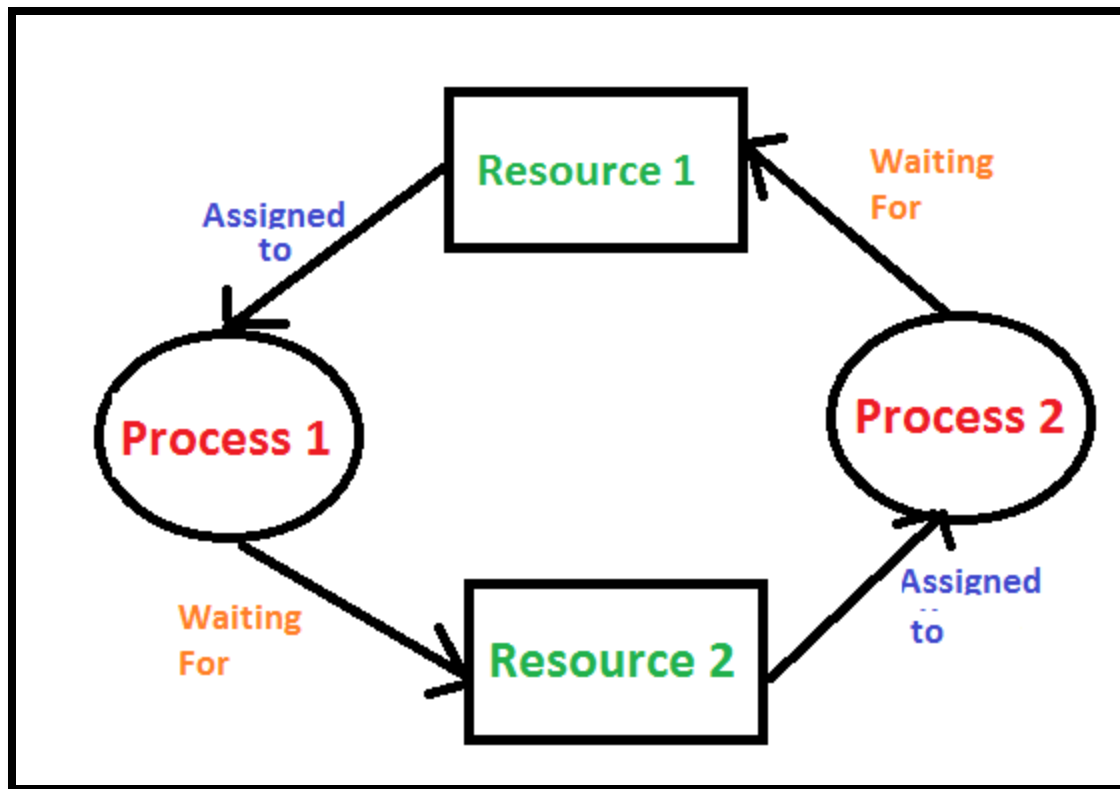 Resource 1
Waiting
For
Assigned
to
Process 1
Process 2
Assigned
to
Waiting
For
Resource 2